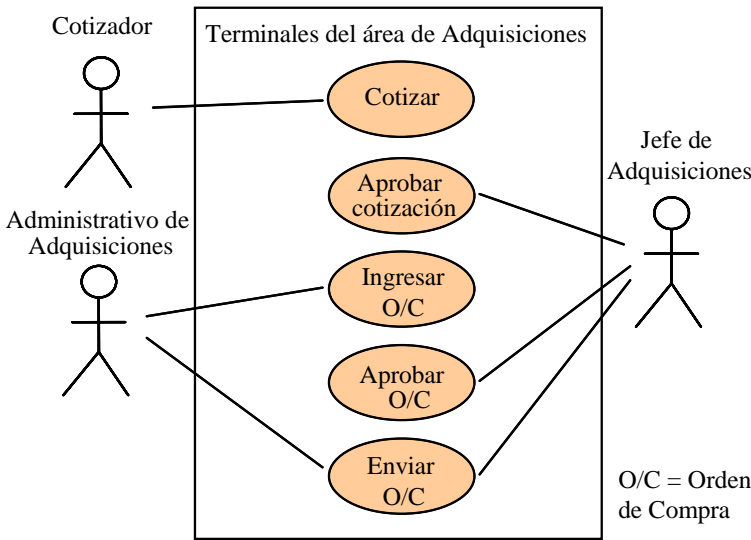 Cotizador
Terminales del área de Adquisiciones
Cotizar
Jefe de
Adquisiciones
Aprobar
cotización
Administrativo de
Adquisiciones
Ingresar
O/C
Aprobar
O/C
Enviar
O/C
O/C = Orden
de Compra